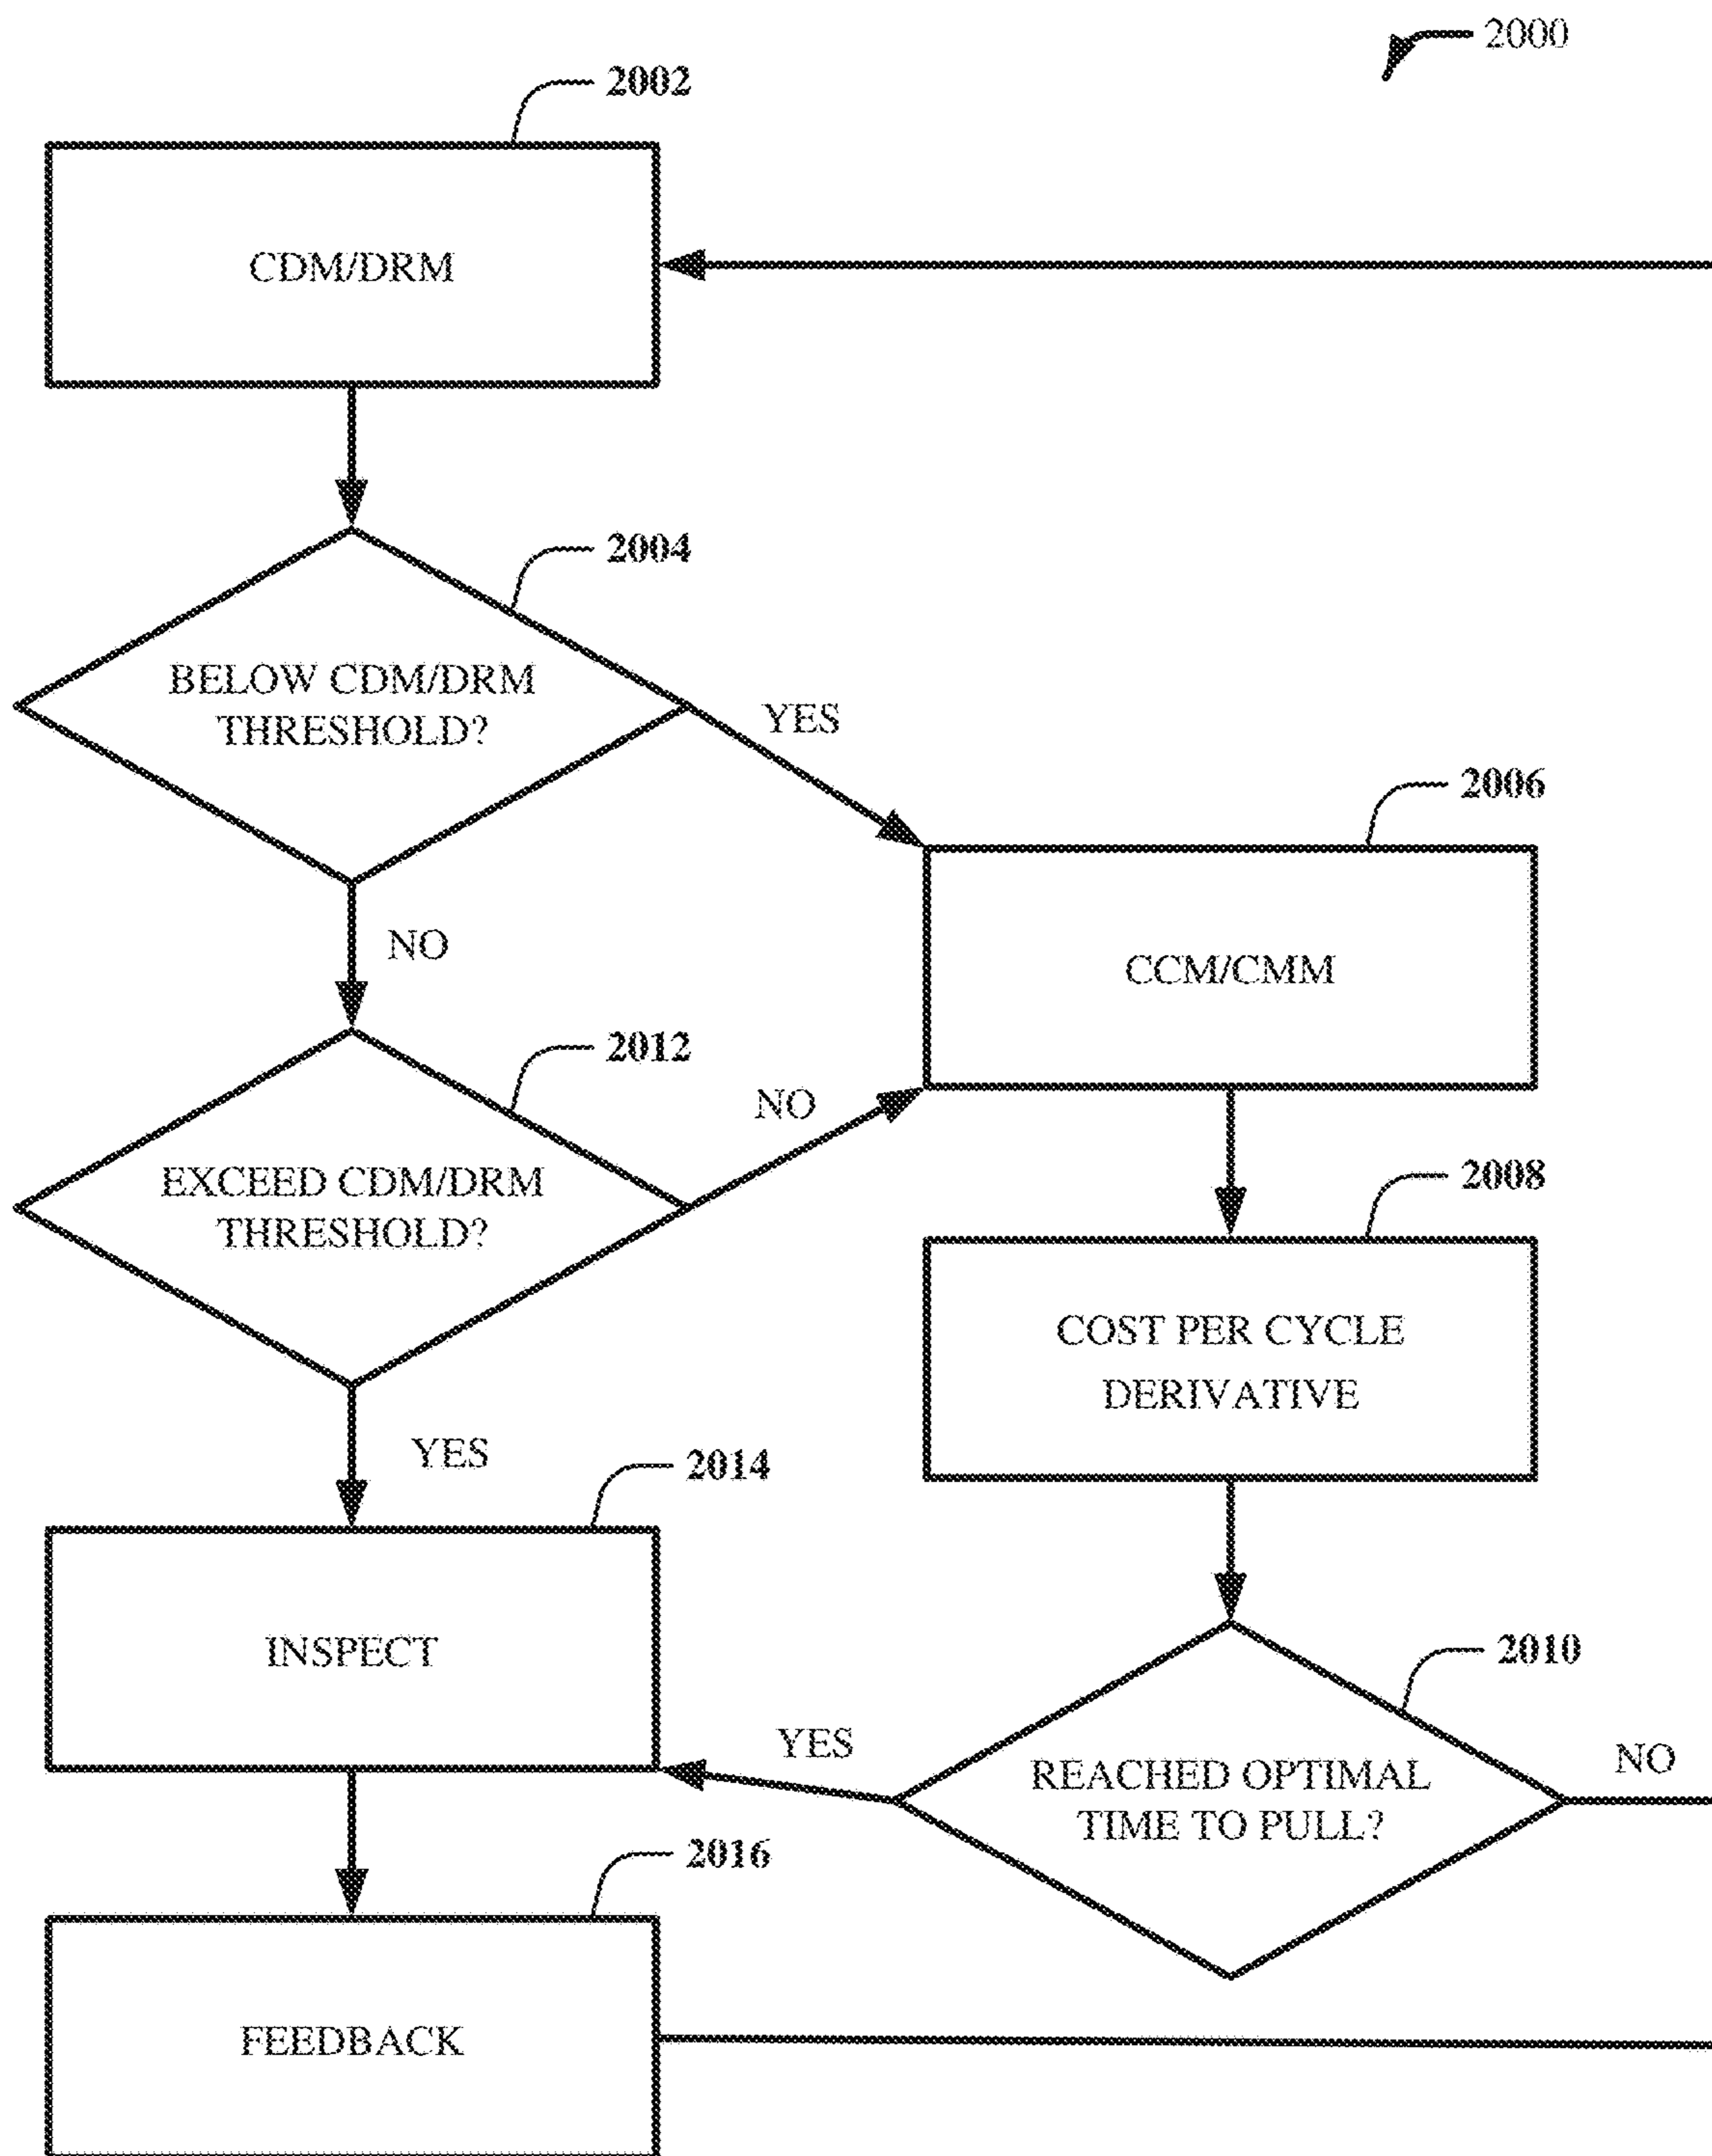 2000
2002
CDM/DRM
2004
BELOW CDM/DRM
THRESHOLD?
YES
2006
NO
CCM/CMM
2012
NO
EXCEED CDM/DRM
THRESHOLD?
2008
COST PER CYCLE
DERIVATIVE
YES
2014
INSPECT
2010
YES
REACHED OPTIMAL
TIME TO PULL?
NO
2016
FEEDBACK